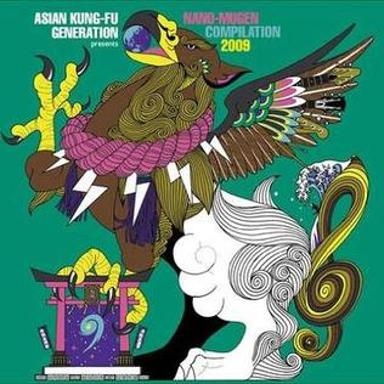 ASIAN KUNG-FU
GENERATION
presents
NANO-MUGEN
COMPILATION
2009